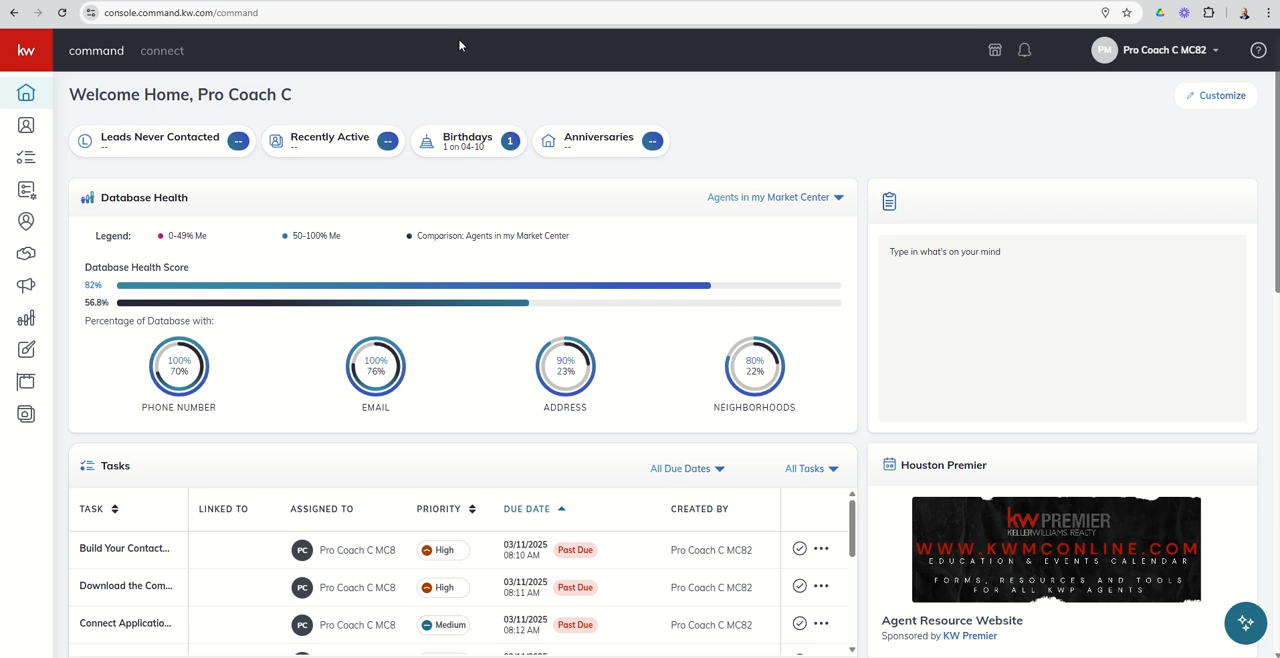 console.command.kw.com/command
kw
command
connect
PM
Pro Coach C MC82
Welcome Home, Pro Coach C
Customize
Leads Never Contacted
--
--
Recently Active
--
--
Birthdays
1 on 04-10
1
Anniversaries
--
--
Database Health
Agents in my Market Center
Legend:
0-49% Me
50-100% Me
Comparison: Agents in my Market Center
Database Health Score
82%
56.8%
Percentage of Database with:
100%
70%
PHONE NUMBER
100%
76%
EMAIL
90%
23%
ADDRESS
80%
22%
NEIGHBORHOODS
Type in what's on your mind
Tasks
All Due Dates
All Tasks
TASK
LINKED TO
ASSIGNED TO
PRIORITY
DUE DATE
CREATED BY
Build Your Contact...
PC
Pro Coach C MC8
High
03/11/2025
08:10 AM
Past Due
Pro Coach C MC82
Download the Com...
PC
Pro Coach C MC8
High
03/11/2025
08:11 AM
Past Due
Pro Coach C MC82
Connect Applicatio...
PC
Pro Coach C MC8
Medium
03/11/2025
08:12 AM
Past Due
Pro Coach C MC82
Houston Premier
kw PREMIER
KELLERWILLIAMS REALTY
WWW.KWMCONLINE.COM
EDUCATION & EVENTS CALENDAR
FORMS, RESOURCES AND TOOLS
FOR ALL KWP AGENTS
Agent Resource Website
Sponsored by KW Premier